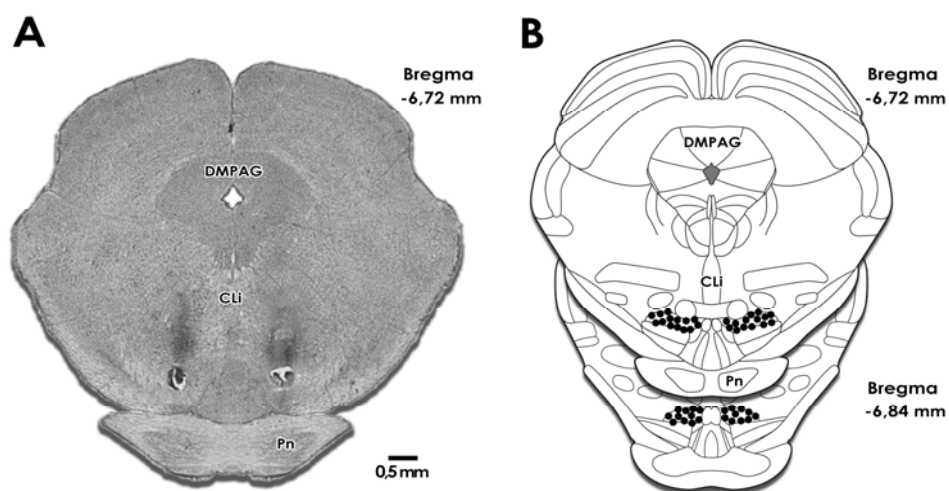 A
Bregma
-6,72 mm
DMPAG
CLi
Pn
0,5 mm
B
Bregma
-6,72 mm
DMPAG
CLi
Pn
Bregma
-6,84 mm